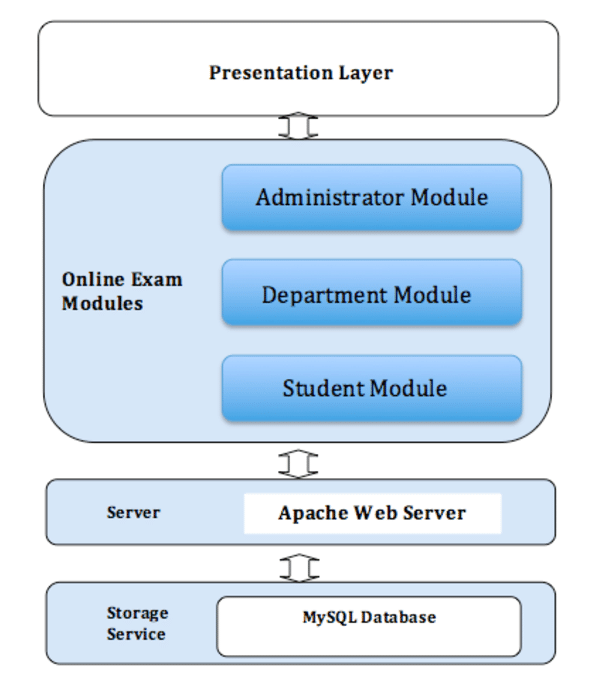 Presentation Layer
Administrator Module
Online Exam
Modules
Department Module
Student Module
Server
Apache Web Server
Storage
Service
MySQL Database